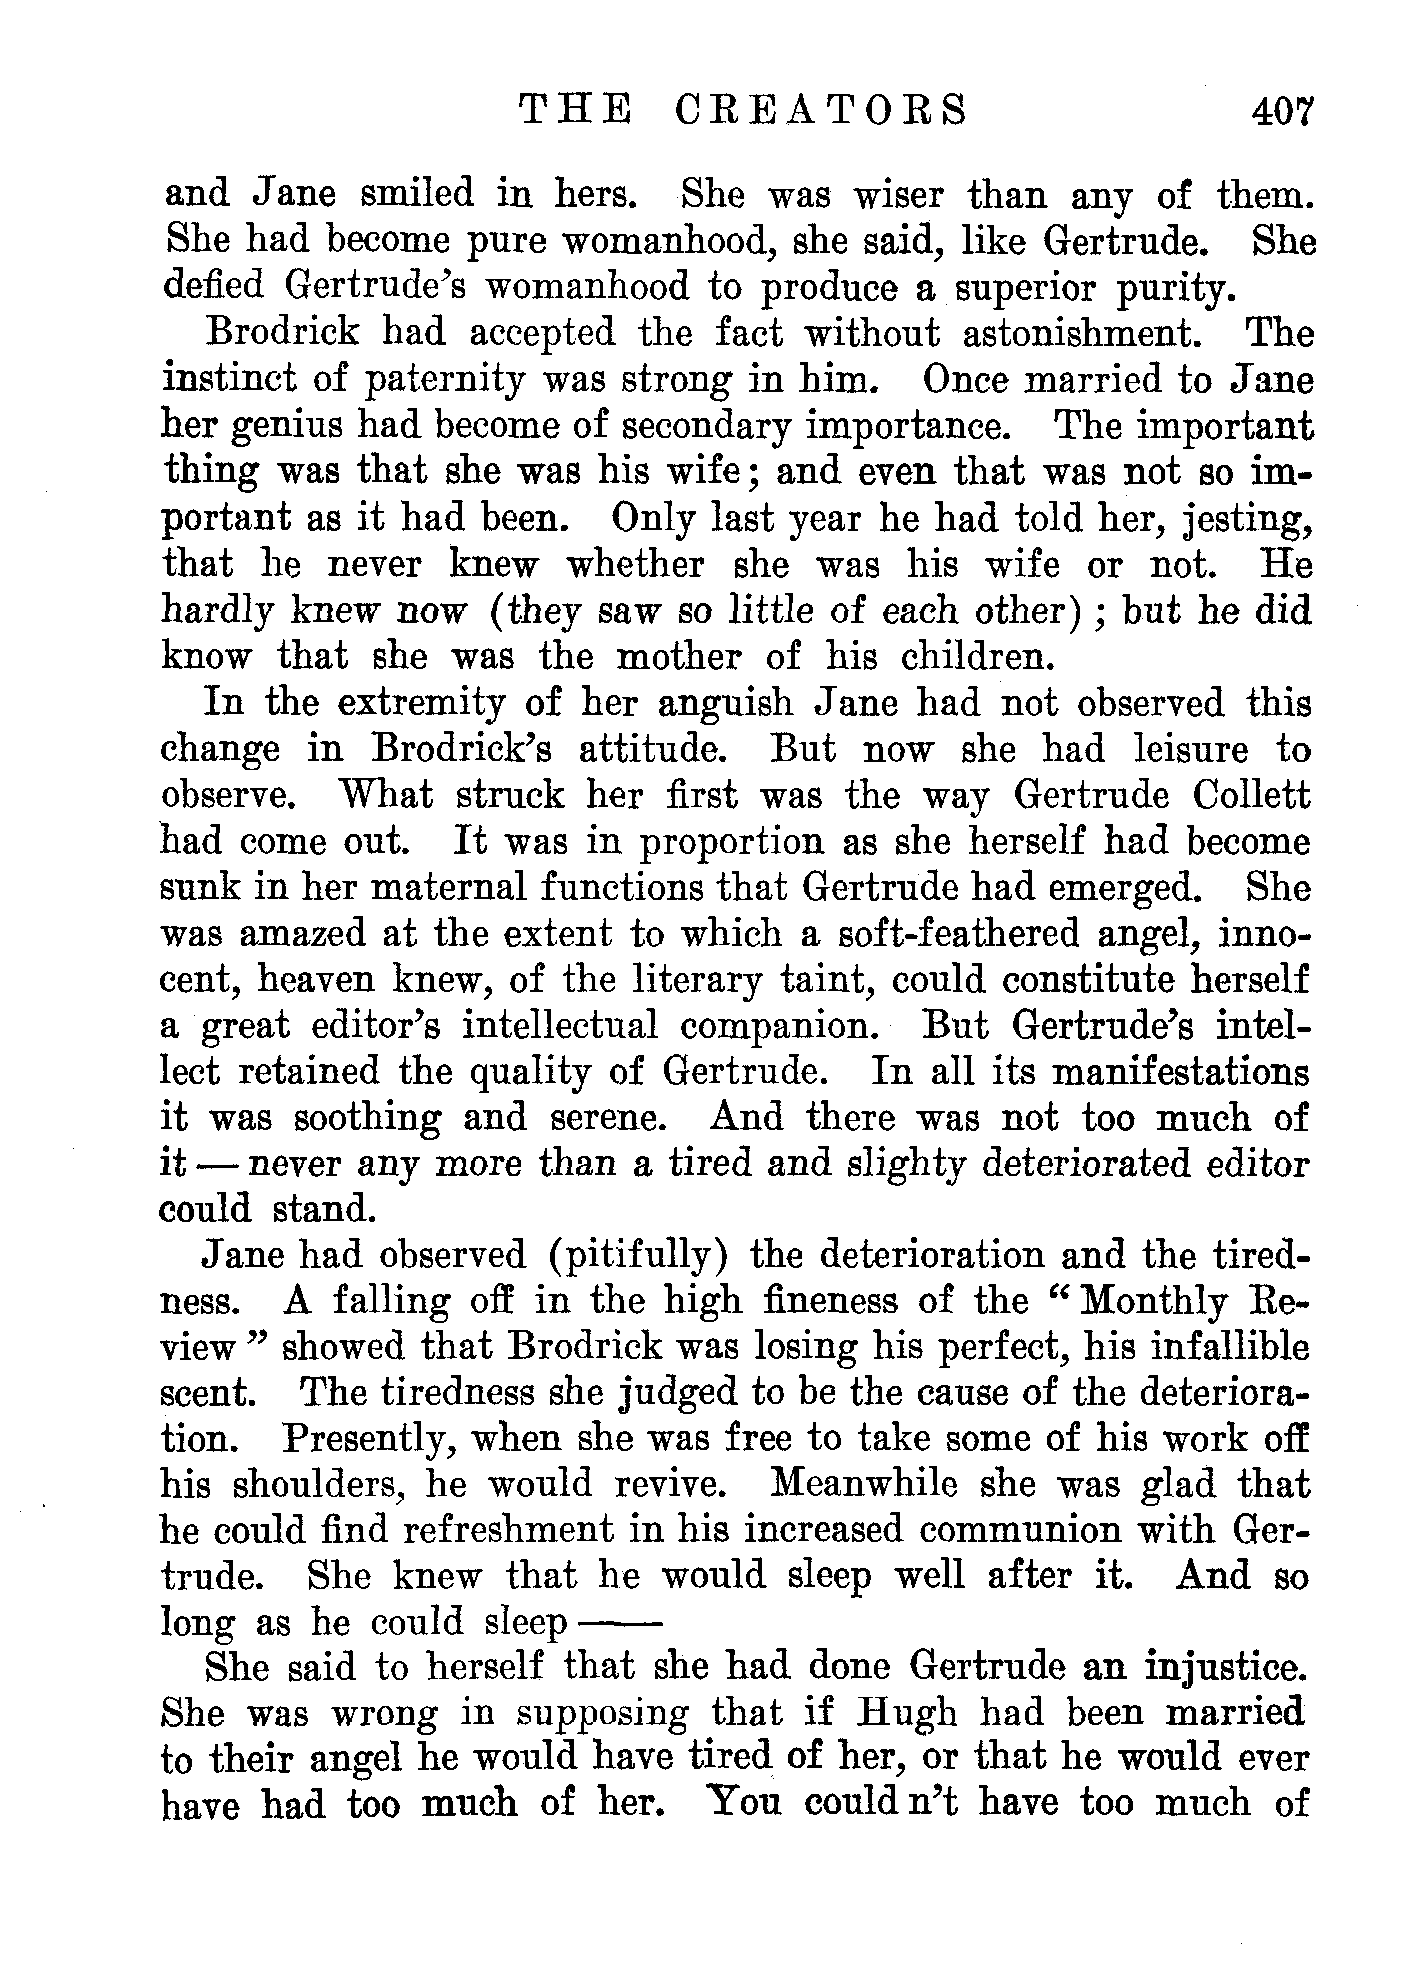 THE CREATORS 407
and Jane smiled in hers. She was wiser than any of them.
She had become pure womanhood, she said, like Gertrude. She
defied Gertrude's womanhood to produce a superior purity.
Brodrick had accepted the fact without astonishment. The
instinct of paternity was strong in him. Once married to Jane
her genius had become of secondary importance. The important
thing was that she was his wife; and even that was not so im-
portant as it had been. Only last year he had told her, jesting,
that he never knew whether she was his wife or not. He
hardly knew now (they saw so little of each other); but he did
know that she was the mother of his children.
In the extremity of her anguish Jane had not observed this
change in Brodrick's attitude. But now she had leisure to
observe. What struck her first was the way Gertrude Collett
had come out. It was in proportion as she herself had become
sunk in her maternal functions that Gertrude had emerged. She
was amazed at the extent to which a soft-feathered angel, inno-
cent, heaven knew, of the literary taint, could constitute herself
a great editor's intellectual companion. But Gertrude's intel-
lect retained the quality of Gertrude. In all its manifestations
it was soothing and serene. And there was not too much of
it — never any more than a tired and slighty deteriorated editor
could stand.
Jane had observed (pitifully) the deterioration and the tired-
ness. A falling off in the high fineness of the "Monthly Re-
view" showed that Brodrick was losing his perfect, his infallible
scent. The tiredness she judged to be the cause of the deteriora-
tion. Presently, when she was free to take some of his work off
his shoulders, he would revive. Meanwhile she was glad that
he could find refreshment in his increased communion with Ger-
trude. She knew that he would sleep well after it. And so
long as he could sleep ——
She said to herself that she had done Gertrude an injustice.
She was wrong in supposing that if Hugh had been married
to their angel he would have tired of her, or that he would ever
have had too much of her. You could n't have too much of